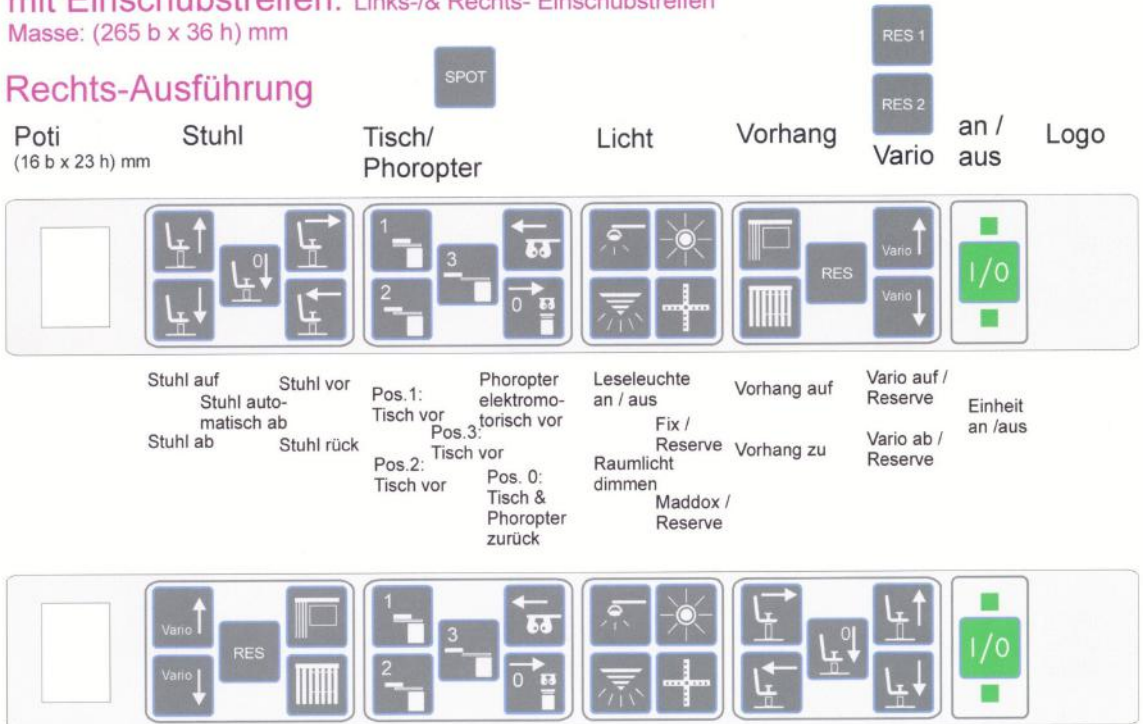 mit Einschubstreifen: Links-/& Rechts- Einschubstreifen
Masse: (265 b x 36 h) mm
RES 1
SPOT
Rechts-Ausführung
RES 2
Poti
(16 b x 23 h) mm
Stuhl
Tisch/
Phoropter
Licht
Vorhang
Vario
an /
aus
Logo
0
1
2
3
0
RES
Vario
Vario
I/O
Stuhl auf
Stuhl auto-
matisch ab
Stuhl ab
Stuhl vor
Stuhl rück
Pos.1:
Tisch vor
Pos.3:
Tisch vor
Pos.2:
Tisch vor
Phoropter
elektromo-
torisch vor
Pos. 0:
Tisch &
Phoropter
zurück
Leseleuchte
an / aus
Fix /
Reserve
Raumlicht
dimmen
Maddox /
Reserve
Vorhang auf
Vorhang zu
Vario auf /
Reserve
Vario ab /
Reserve
Einheit
an /aus
Vario
Vario
RES
1
2
3
0
0
I/O